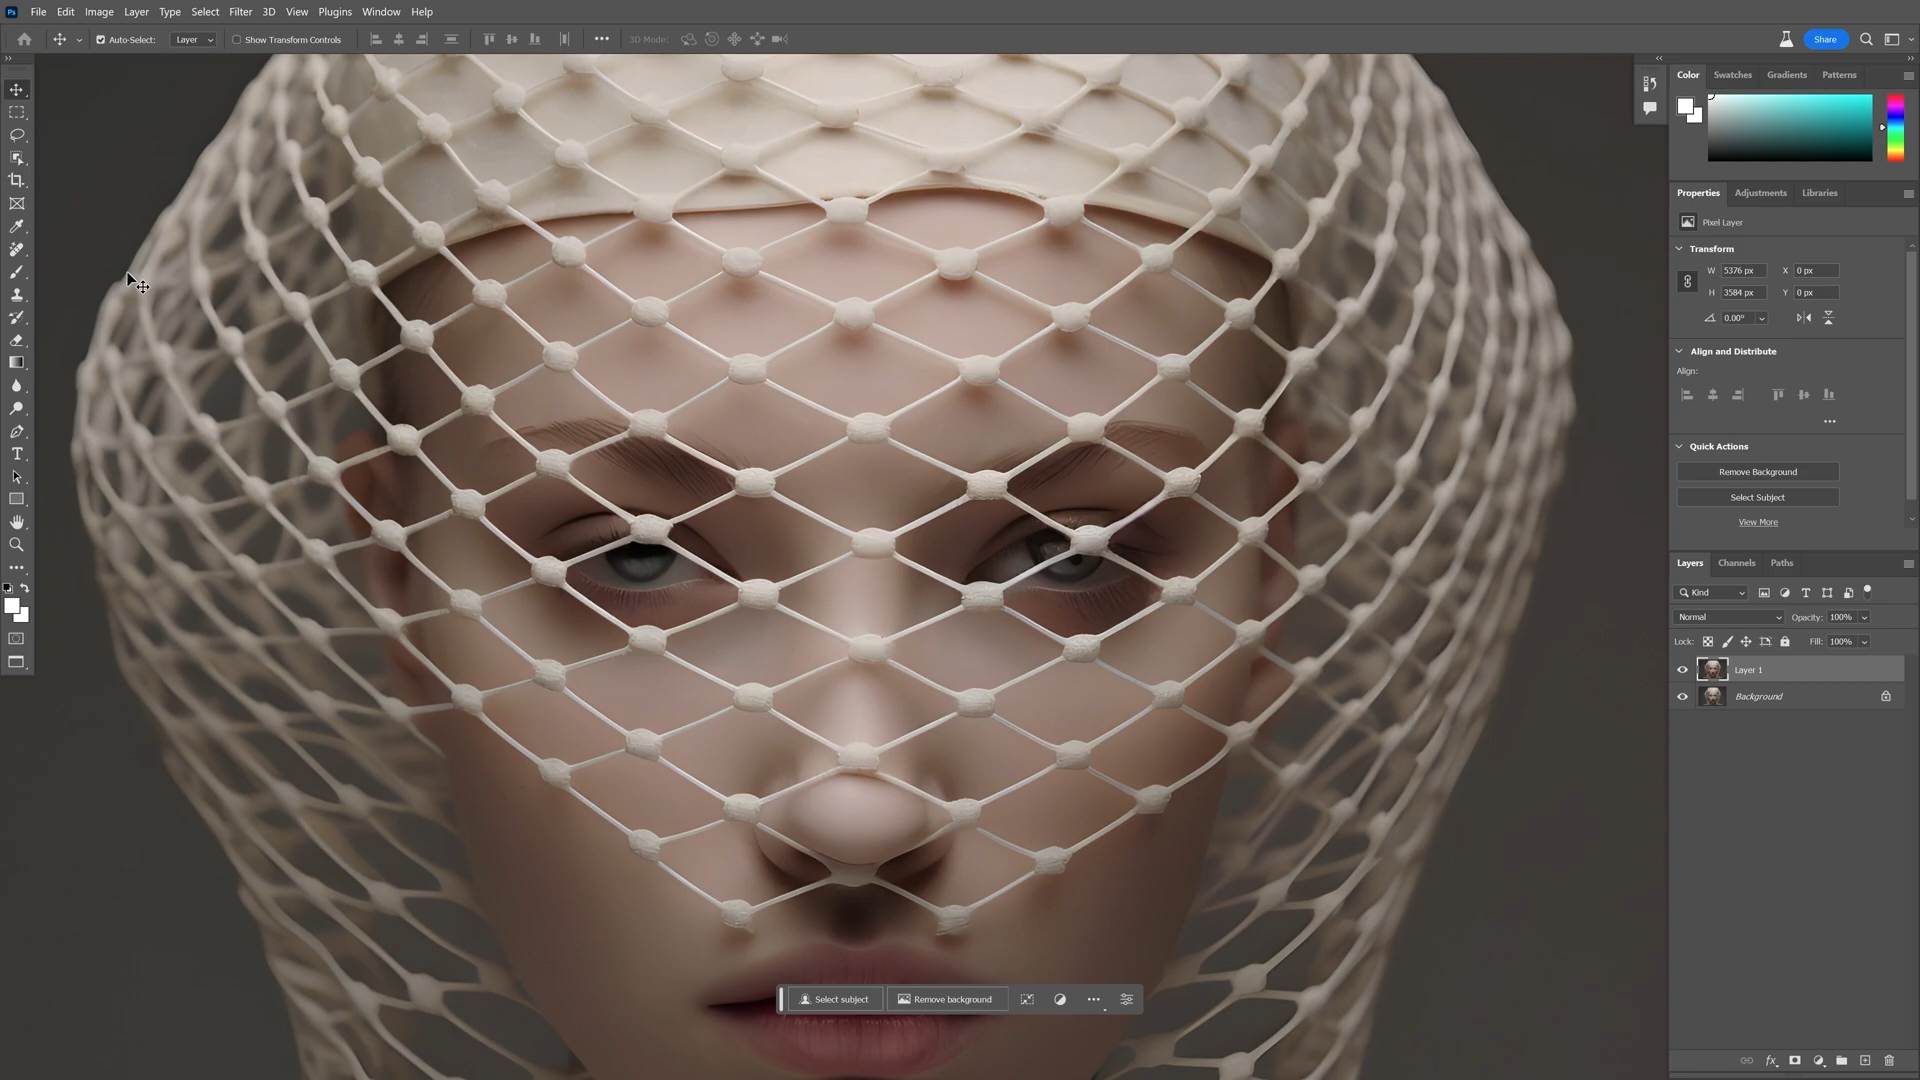 Ps File Edit Image Layer Type Select Filter 3D View Plugins Window Help
Auto-Select: Layer Show Transform Controls 3D Mode: Share
Color Swatches Gradients Patterns
Properties Adjustments Libraries
Pixel Layer
Transform
W 5376 px X 0 px
H 3584 px Y 0 px
0.00°
Align and Distribute
Align:
Quick Actions
Remove Background
Select Subject
View More
Layers Channels Paths
Kind
Normal Opacity: 100%
Lock: Fill: 100%
Layer 1
Background
Select subject Remove background
fx